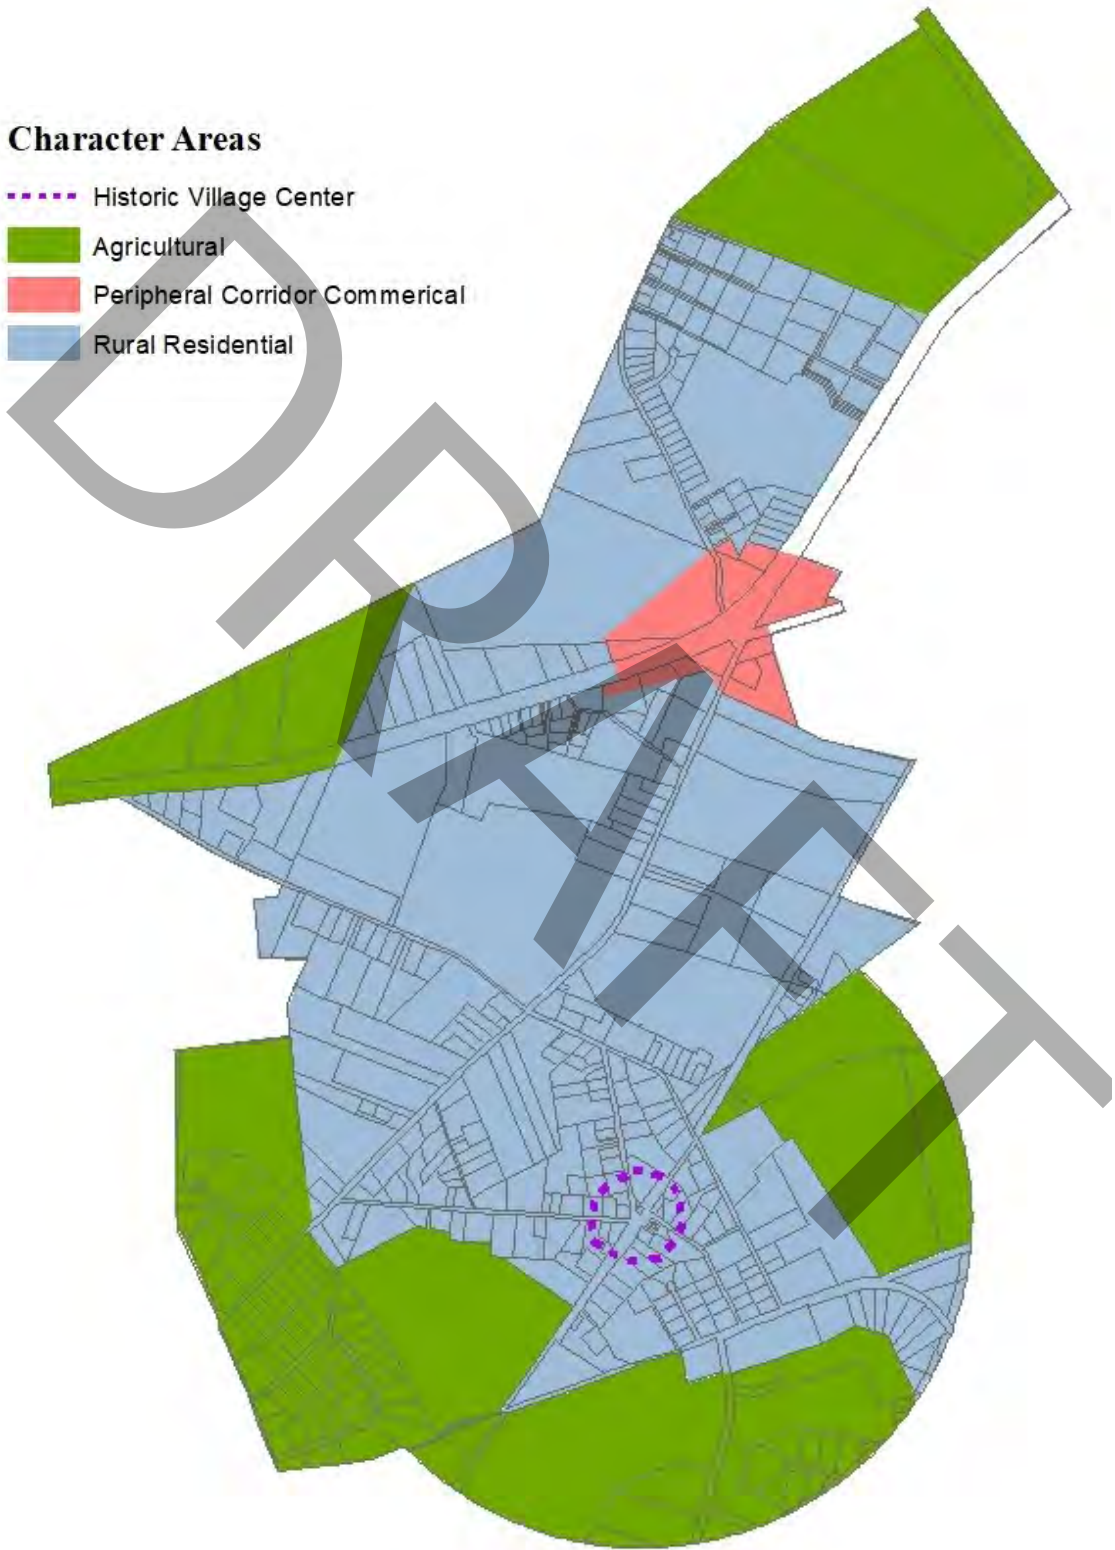 Character Areas
Historic Village Center
Agricultural
Peripheral Corridor Commerical
Rural Residential
DRAFT